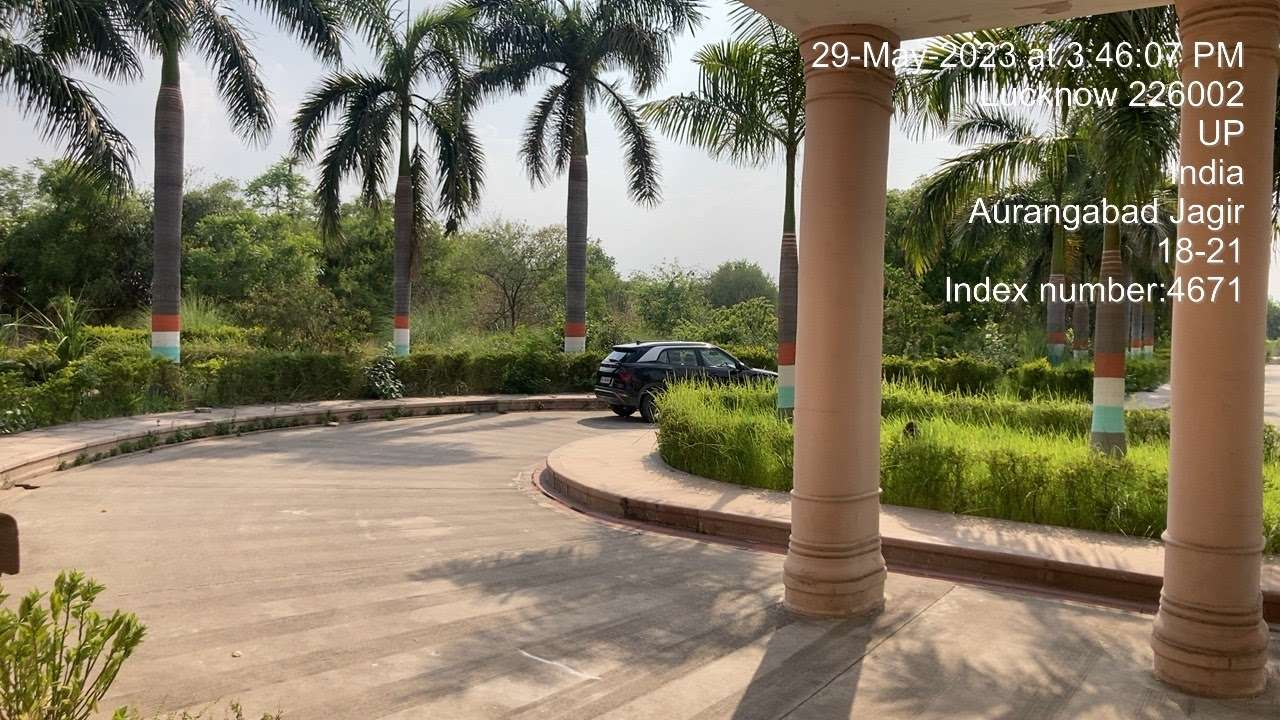 29-May-2023 at 3:46:07 PM
Lucknow 226002
UP
India
Aurangabad Jagir
18-21
Index number:4671